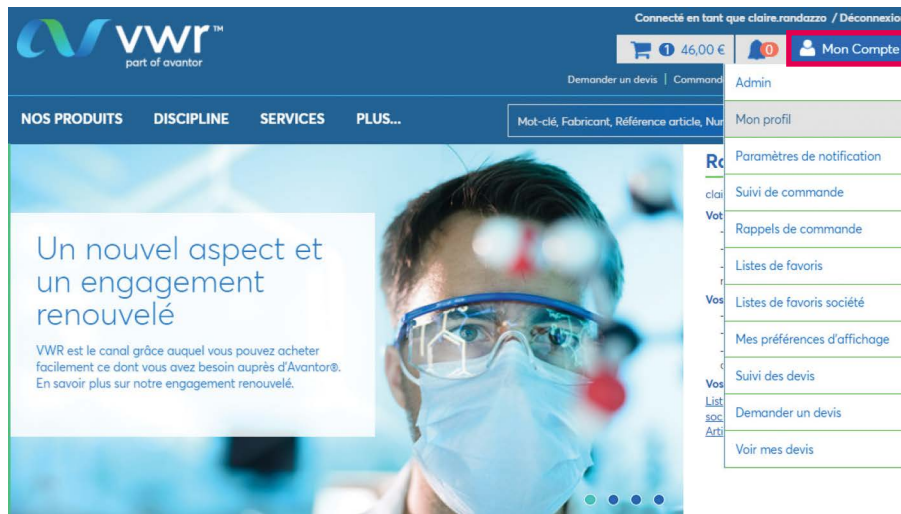 Connecté en tant que claire.randazzo / Déconnexion
vwr™
part of avantor
1 46,00 €
0
Mon Compte
Demander un devis
NOS PRODUITS DISCIPLINE SERVICES PLUS...
Mot-clé, Fabricant, Référence article,
Admin
Mon profil
Paramètres de notification
Suivi de commande
Rappels de commande
Listes de favoris
Listes de favoris société
Mes préférences d'affichage
Suivi des devis
Demander un devis
Voir mes devis
Un nouvel aspect et
un engagement
renouvelé
VWR est le canal grâce auquel vous pouvez acheter
facilement ce dont vous avez besoin auprès d'Avantor®.
En savoir plus sur notre engagement renouvelé.